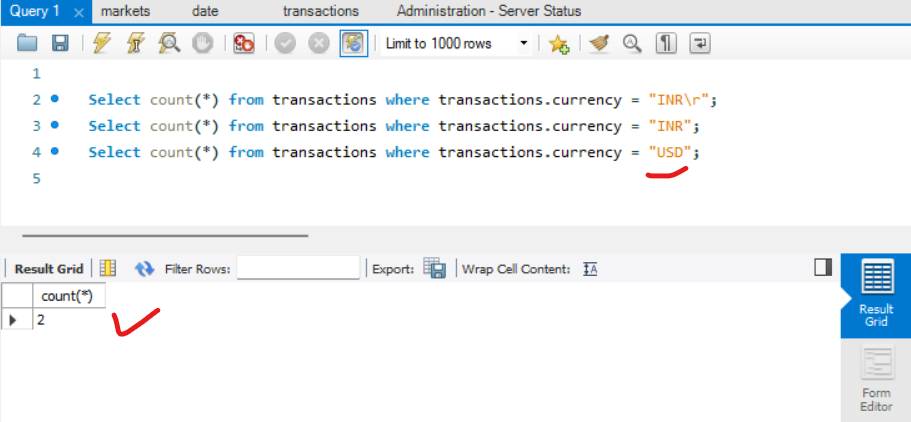 Query 1 × markets date transactions Administration - Server Status
Limit to 1000 rows
1
2 Select count(*) from transactions where transactions.currency = "INR\r";
3 Select count(*) from transactions where transactions.currency = "INR";
4 Select count(*) from transactions where transactions.currency = "USD";
5
Result Grid Filter Rows: Export: Wrap Cell Content: IA
count(*)
2
Result
Grid
Form
Editor